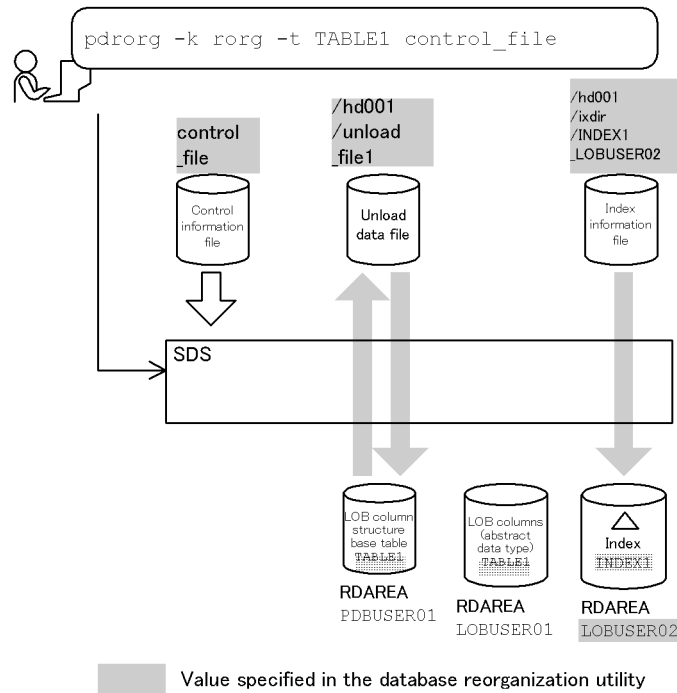 pdrorg -k rorg -t TABLE1 control_file
control
_file
/hd001
/unload
_file1
/hd001
/ixdir
/INDEX1
_LOBUSER02
Control
information
file
Unload
data file
Index
information
file
SDS
LOB column
structure
base table
TABLE1
LOB columns
(abstract
data type)
TABLE1
Index
INDEX1
RDAREA
PDBUSER01
RDAREA
LOBUSER01
RDAREA
LOBUSER02
Value specified in the database reorganization utility